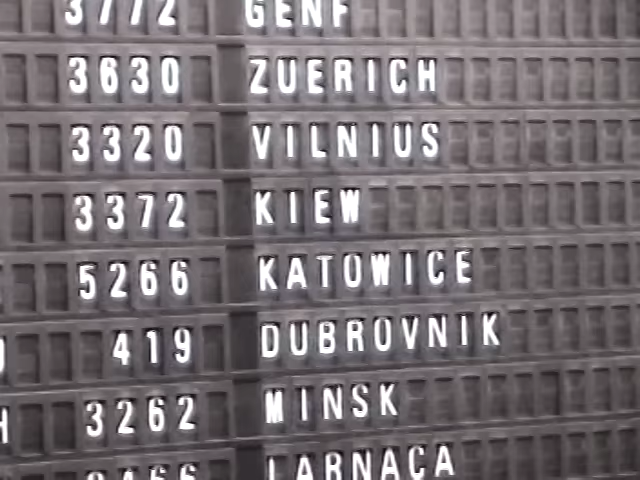 3772 GENF
3630 ZUERICH
3320 VILNIUS
3372 KIEW
5266 KATOWICE
419 DUBROVNIK
H 3262 MINSK
LARNACA